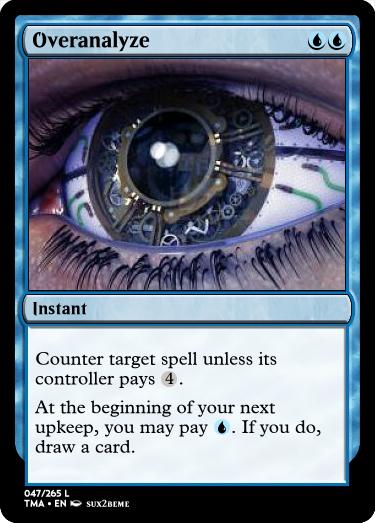 Overanalyze
Instant
Counter target spell unless its
controller pays 4.
At the beginning of your next
upkeep, you may pay . If you do,
draw a card.
047/265 L
TMA • EN SUX2BEME